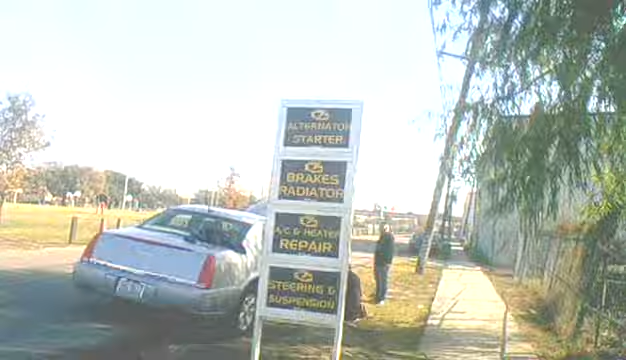 ALTERNATOR
STARTER
BRAKES
RADIATOR
A/C & HEATER
REPAIR
STEERING &
SUSPENSION